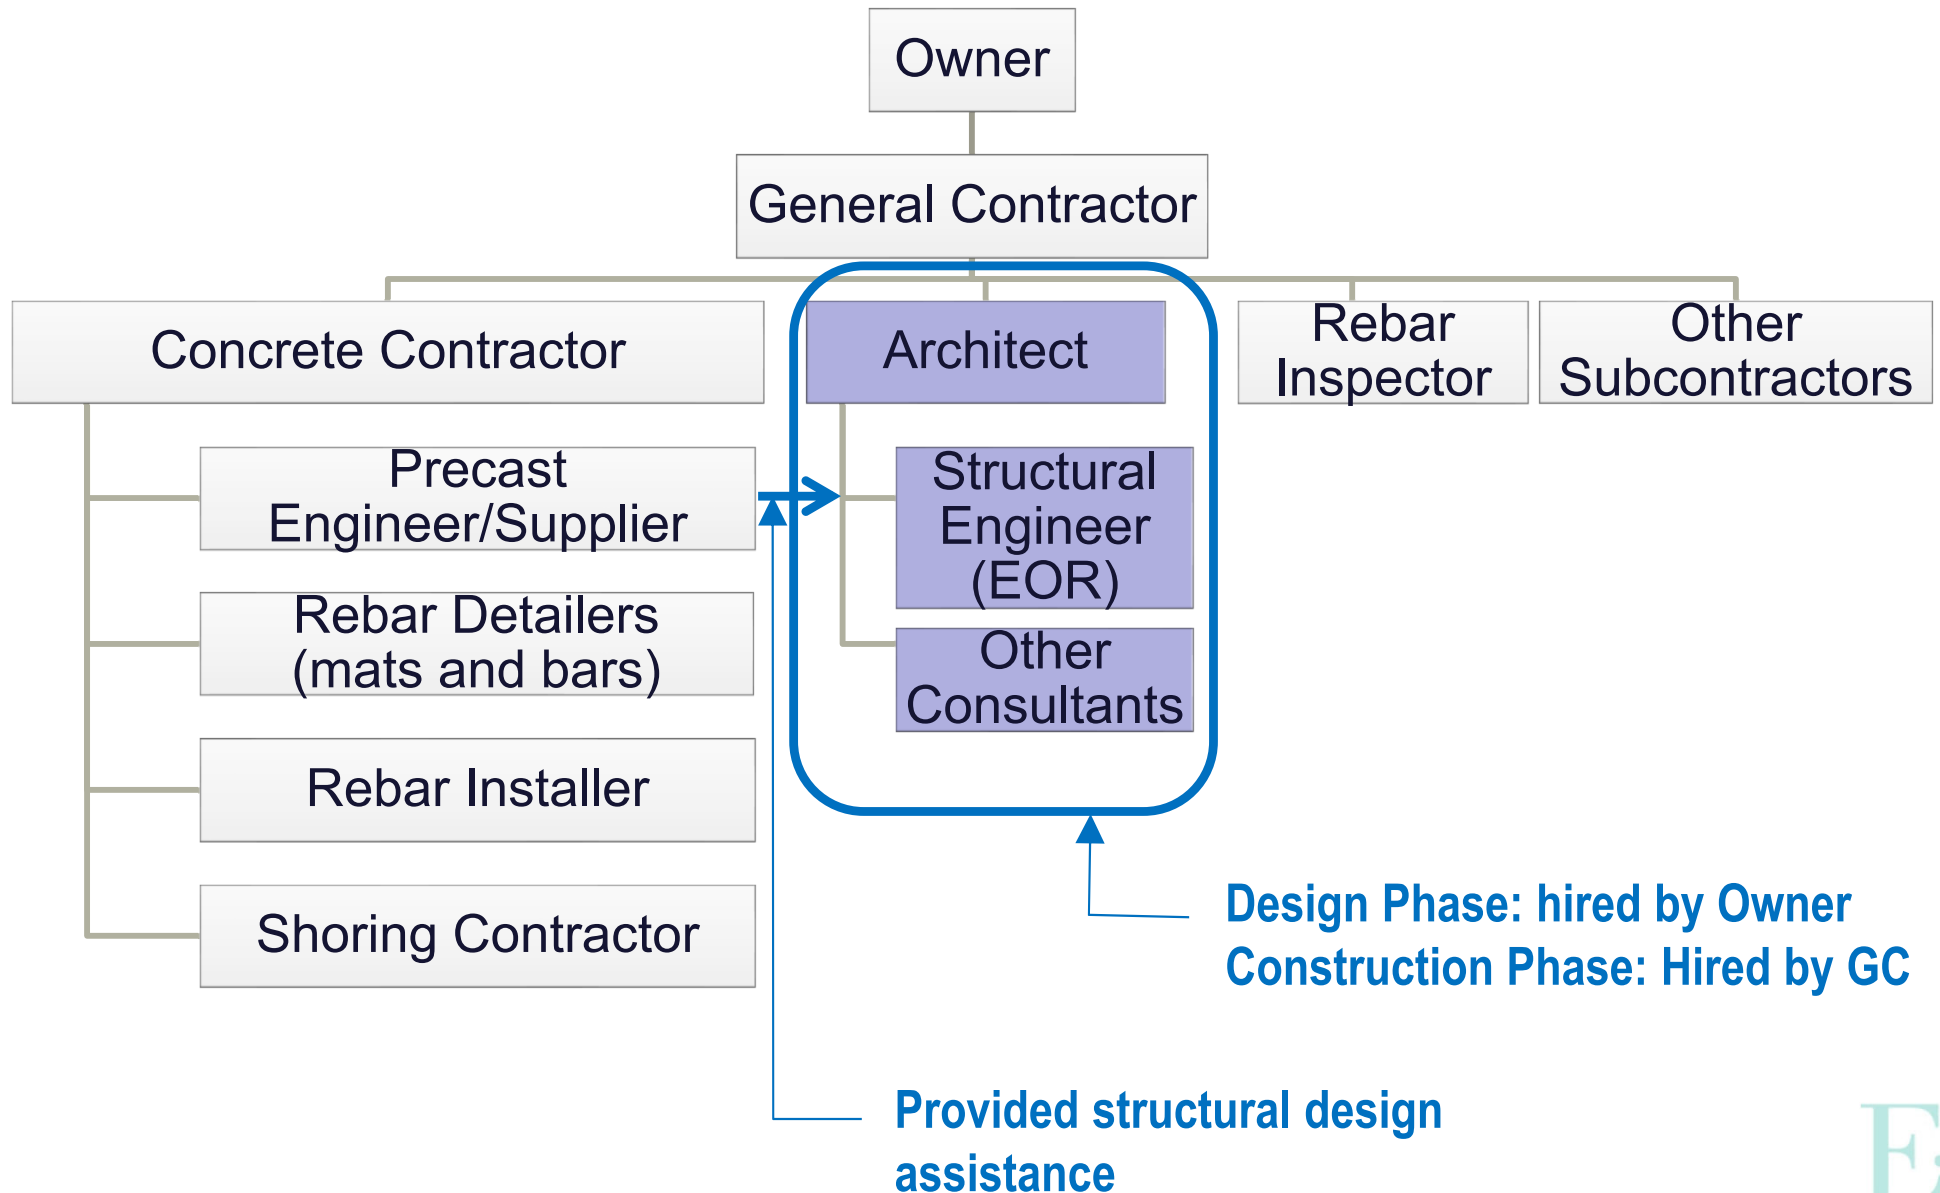 Owner
General Contractor
Concrete Contractor
Architect
Rebar
Inspector
Other
Subcontractors
Precast
Engineer/Supplier
Structural
Engineer
(EOR)
Rebar Detailers
(mats and bars)
Other
Consultants
Rebar Installer
Shoring Contractor
Design Phase: hired by Owner
Construction Phase: Hired by GC
Provided structural design
assistance